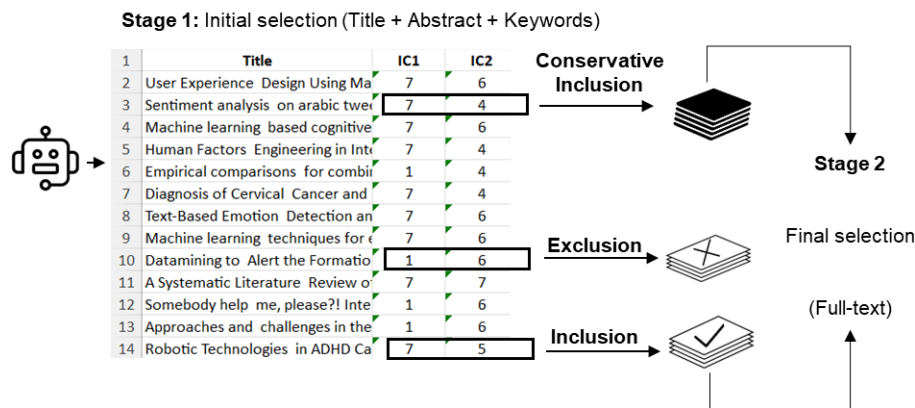 Stage 1: Initial selection (Title + Abstract + Keywords)
1 Title IC1 IC2
2 User Experience Design Using Ma 7 6
3 Sentiment analysis on arabic twee 7 4
4 Machine learning based cognitive 7 6
5 Human Factors Engineering in Inte 7 4
6 Empirical comparisons for combin 1 4
7 Diagnosis of Cervical Cancer and 7 4
8 Text-Based Emotion Detection an 7 6
9 Machine learning techniques for e 7 6
10 Datamining to Alert the Formatio 1 6
11 A Systematic Literature Review of 7 7
12 Somebody help me, please?! Inte 1 6
13 Approaches and challenges in the 1 6
14 Robotic Technologies in ADHD Ca 7 5
Conservative
Inclusion
Exclusion
Inclusion
Stage 2
Final selection
(Full-text)